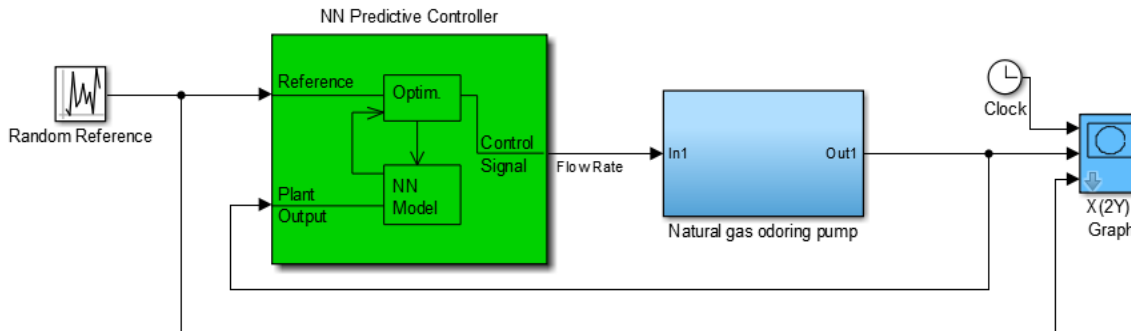 NN Predictive Controller
Random Reference
Reference
Optim.
Control
Signal
NN
Model
Plant
Output
Flow Rate
In1
Out1
Natural gas odoring pump
Clock
X(2Y)
Graph